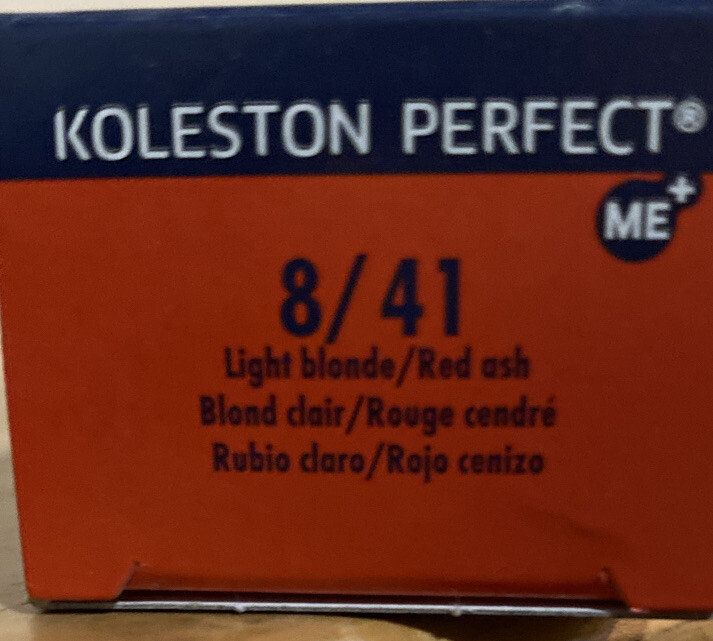 KOLESTON PERFECT®
ME+
8/41
Light blonde/Red ash
Blond clair/Rouge cendré
Rubio claro/Rojo cenizo